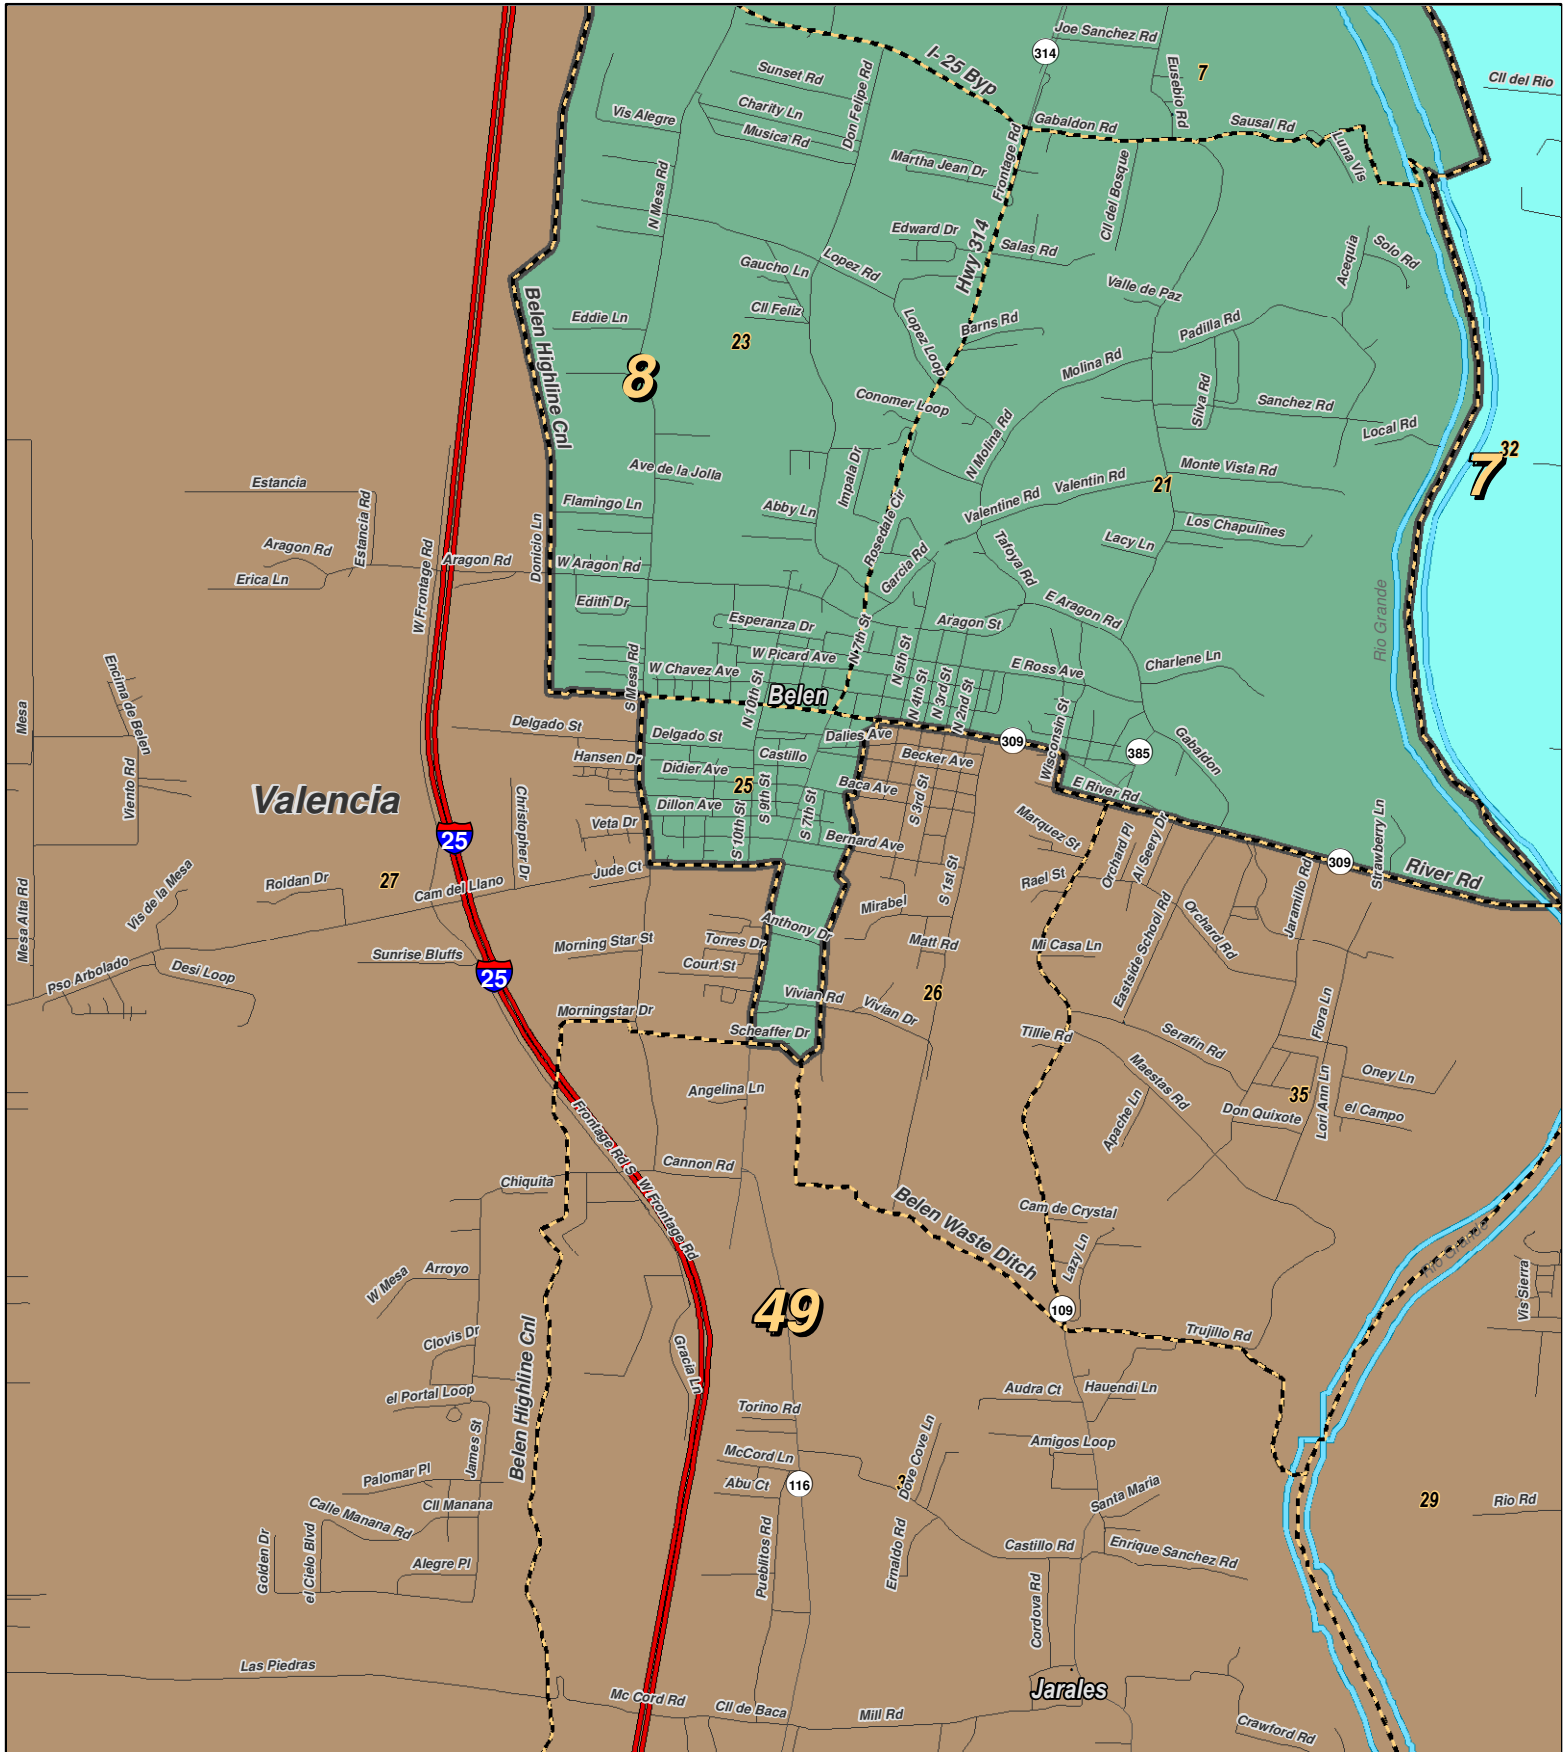 Joe Sanchez Rd
314
I- 25 Byp
7
Cll del Rio
Sunset Rd
Don Felipe Rd
Eusebio Rd
Vis Alegre
Charity Ln
Musica Rd
Gabaldon Rd
Sausal Rd
Luna Vis
Martha Jean Dr
Frontage Rd
N Mesa Rd
Cll del Bosque
Edward Dr
Salas Rd
Hwy 314
Acequia
Solo Rd
Gaucho Ln
Lopez Rd
Valle de Paz
Belen Highline Cnl
Eddie Ln
Cll Feliz
Lopez Loop
Barns Rd
Padilla Rd
23
8
Molina Rd
Silva Rd
Conomer Loop
Sanchez Rd
N Molina Rd
Local Rd
32
7
Ave de la Jolla
Impala Dr
Monte Vista Rd
Valentin Rd
21
Estancia
Estancia Rd
Flamingo Ln
Abby Ln
Rosedale Cir
Valentine Rd
Los Chapulines
Aragon Rd
W Frontage Rd
Aragon Rd
Donicio Ln
W Aragon Rd
Garcia Rd
Tafoya Rd
Lacy Ln
Erica Ln
Edith Dr
E Aragon Rd
Rio Grande
Esperanza Dr
Aragon St
N 7th St
N 5th St
W Picard Ave
E Ross Ave
Charlene Ln
Encima de Belen
S Mesa Rd
W Chavez Ave
N 10th St
Belen
N 4th St
N 3rd St
N 2nd St
Wisconsin St
Mesa
Delgado St
Delgado St
Dalies Ave
309
385
Gabaldon
Hansen Dr
Castillo
Becker Ave
Didier Ave
25
S 9th St
Baca Ave
E River Rd
Viento Rd
Valencia
Christopher Dr
Dillon Ave
S 10th St
S 7th St
S 3rd St
25
Veta Dr
Bernard Ave
Marquez St
Orchard Pl
Al Seery Dr
Strawberry Ln
309
River Rd
Mesa Alta Rd
Vis de la Mesa
Roldan Dr
27
Cam del Llano
Jude Ct
S 1st St
Rael St
Jaramillo Rd
Mirabel
Eastside School Rd
Orchard Rd
Anthony Dr
Morning Star St
Torres Dr
Matt Rd
Mi Casa Ln
Sunrise Bluffs
Court St
Pso Arbolado
Desi Loop
25
Vivian Rd
Vivian Dr
26
Flora Ln
Morningstar Dr
Scheaffer Dr
Tillie Rd
Serafin Rd
Maestas Rd
Angelina Ln
Oney Ln
35
Frontage Rd S
Apache Ln
Don Quixote
Lori Ann Ln
el Campo
Cannon Rd
Chiquita
W Frontage Rd
Belen Waste Ditch
Cam de Crystal
Lazy Ln
Rio Grande
W Mesa
Arroyo
Vis Sierra
49
109
Clovis Dr
Belen Highline Cnl
Gracia Ln
Trujillo Rd
el Portal Loop
Audra Ct
Hauendi Ln
Torino Rd
James St
McCord Ln
Dove Cove Ln
Amigos Loop
Palomar Pl
Abu Ct
116
3
Santa Maria
29
Rio Rd
Calle Manana Rd
Cll Manana
Golden Dr
el Cielo Blvd
Pueblitos Rd
Ernaldo Rd
Castillo Rd
Enrique Sanchez Rd
Alegre Pl
Cordova Rd
Las Piedras
Mc Cord Rd
Cll de Baca
Mill Rd
Jarales
Crawford Rd